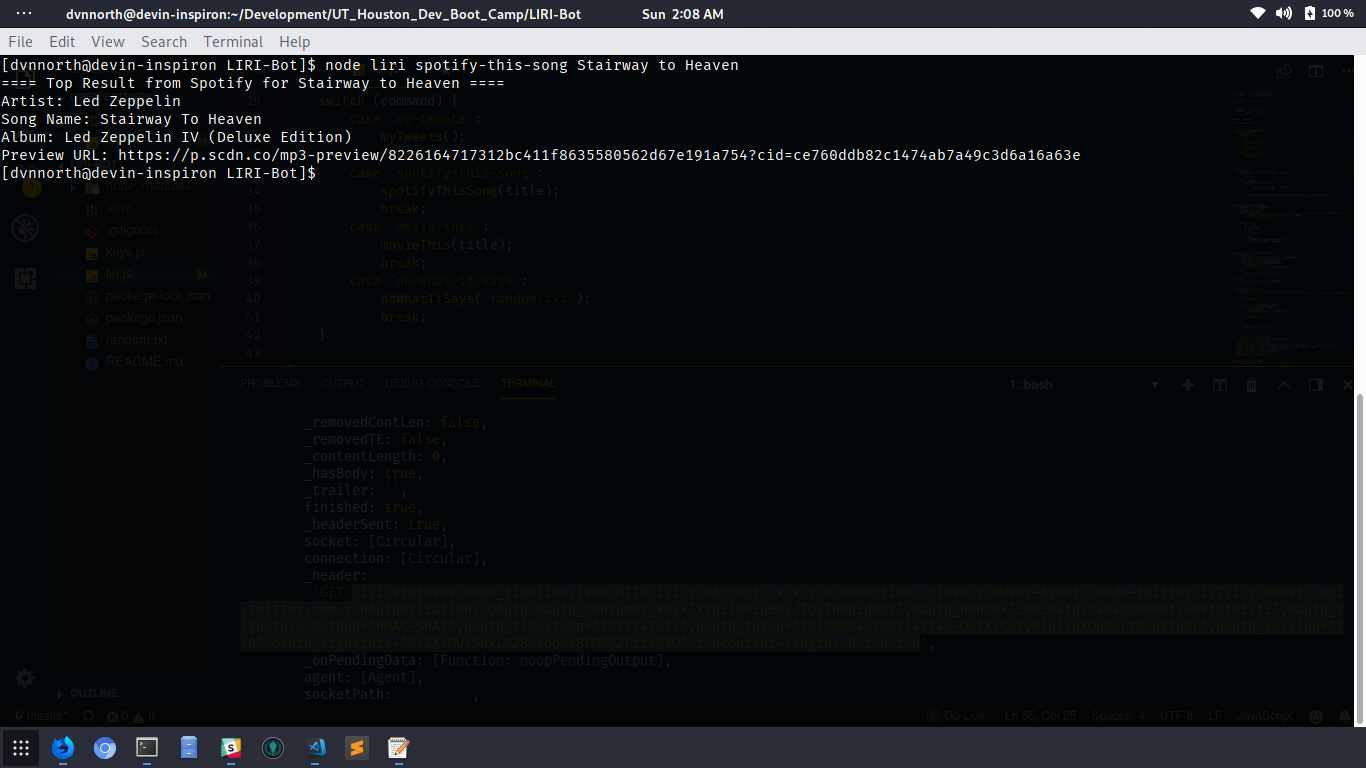 dvnnorth@devin-inspiron:~/Development/UT_Houston_Dev_Boot_Camp/LIRI-Bot Sun 2:08 AM 100 %
File Edit View Search Terminal Help
[dvnnorth@devin-inspiron LIRI-Bot]$ node liri spotify-this-song Stairway to Heaven
==== Top Result from Spotify for Stairway to Heaven ====
Artist: Led Zeppelin
Song Name: Stairway To Heaven
Album: Led Zeppelin IV (Deluxe Edition)
Preview URL: https://p.scdn.co/mp3-preview/8226164717312bc411f8635580562d67e191a754?cid=ce760ddb82c1474ab7a49c3d6a16a63e
[dvnnorth@devin-inspiron LIRI-Bot]$
29 switch (command) {
case `my-tweets`:
myTweets();
case `spotify-this-song`:
node_modules
34 spotifyThisSong(title);
.env
35 break;
.gitignore
36 case `movie-this`:
37 movieThis(title);
keys.js
38 break;
liri.js M
39 case `do-what-it-says`:
package-lock.json
40 doWhatItSays(`random.txt`);
package.json
41 break;
random.txt
42 }
43
README.md
PROBLEMS OUTPUT DEBUG CONSOLE TERMINAL 1: bash
_removedContLen: false,
_removedTE: false,
_contentLength: 0,
_hasBody: true,
_trailer: '',
finished: true,
_headerSent: true,
socket: [Circular],
connection: [Circular],
_header:
'GET /1.1/statuses/home_timeline.json HTTP/1.1 r nAccept: */* r nConnection: close r nUser-Agent: node-twitter/1.7.1 r nhost: api
.twitter.com r nAuthorization: OAuth
ignature_method="HMAC-SHA1",oauth_timestamp="1532242613",
r ncontent-length: 0 r n r n',
_onPendingData: [Function: noopPendingOutput],
agent: [Agent],
socketPath: undefined,
OUTLINE
master* 0 0 Go Live Ln 55, Col 25 Spaces: 4 UTF-8 LF JavaScript